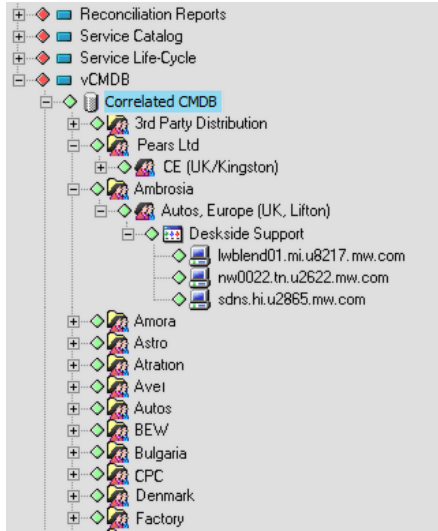 Reconciliation Reports
Service Catalog
Service Life-Cycle
vCMDB
Correlated CMDB
3rd Party Distribution
Pears Ltd
CE (UK/Kingston)
Ambrosia
Autos, Europe (UK, Lifton)
Deskside Support
lwblend01.mi.u8217.mw.com
nw0022.tn.u2622.mw.com
sdns.hi.u2865.mw.com
Amora
Astro
Atration
Avei
Autos
BEW
Bulgaria
CPC
Denmark
Factory